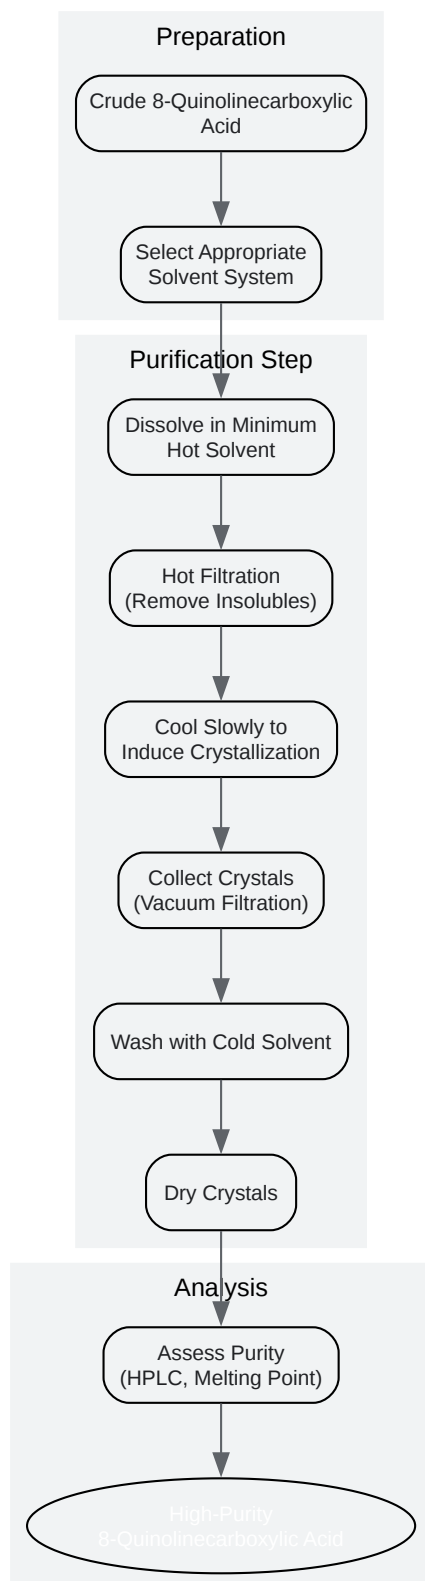 Preparation
Crude 8-Quinolinecarboxylic
Acid
Select Appropriate
Solvent System
Purification Step
Dissolve in Minimum
Hot Solvent
Hot Filtration
(Remove Insolubles)
Cool Slowly to
Induce Crystallization
Collect Crystals
(Vacuum Filtration)
Wash with Cold Solvent
Dry Crystals
Analysis
Assess Purity
(HPLC, Melting Point)
High-Purity
8-Quinolinecarboxylic Acid